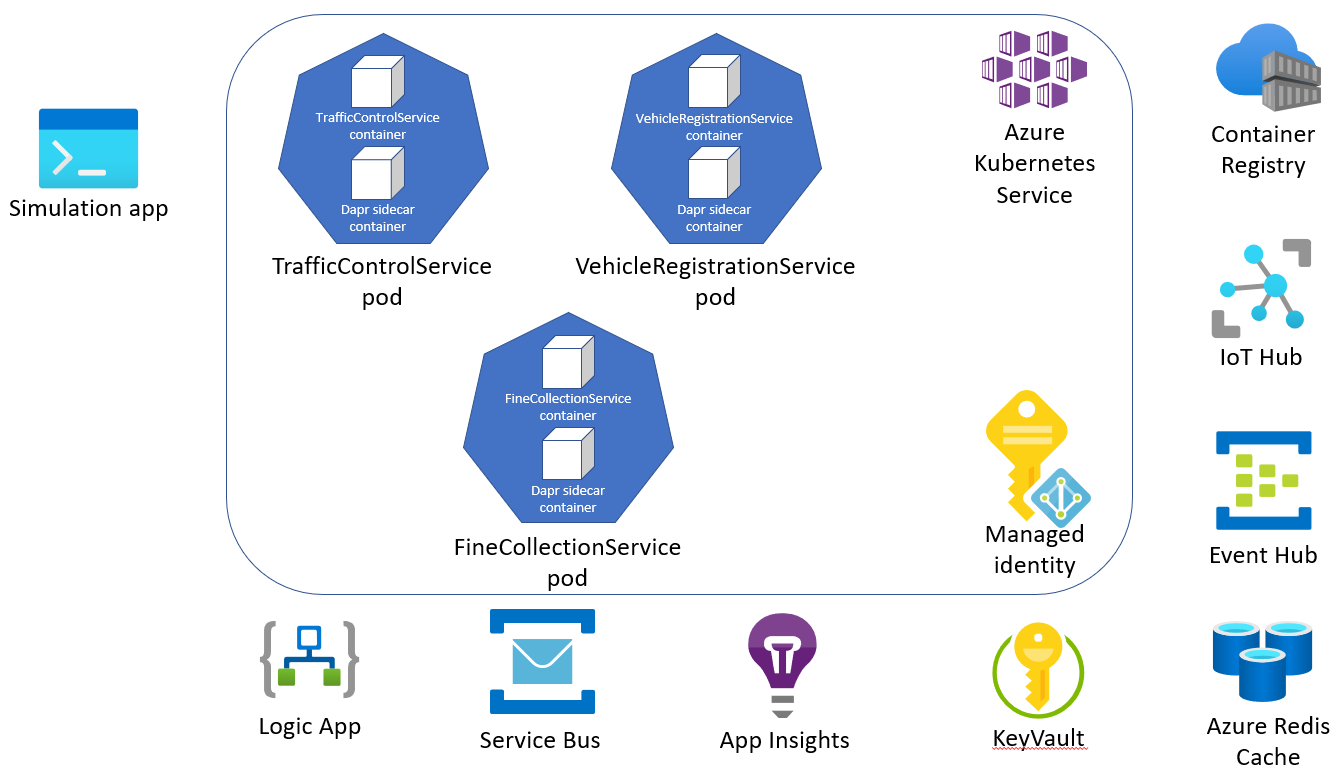 TrafficControlService
container
Dapr sidecar
container
TrafficControlService
pod
VehicleRegistrationService
container
Dapr sidecar
container
VehicleRegistrationService
pod
Azure
Kubernetes
Service
Container
Registry
Simulation app
IoT Hub
FineCollectionService
container
Dapr sidecar
container
FineCollectionService
pod
Managed
identity
Event Hub
Logic App
Service Bus
App Insights
KeyVault
Azure Redis
Cache